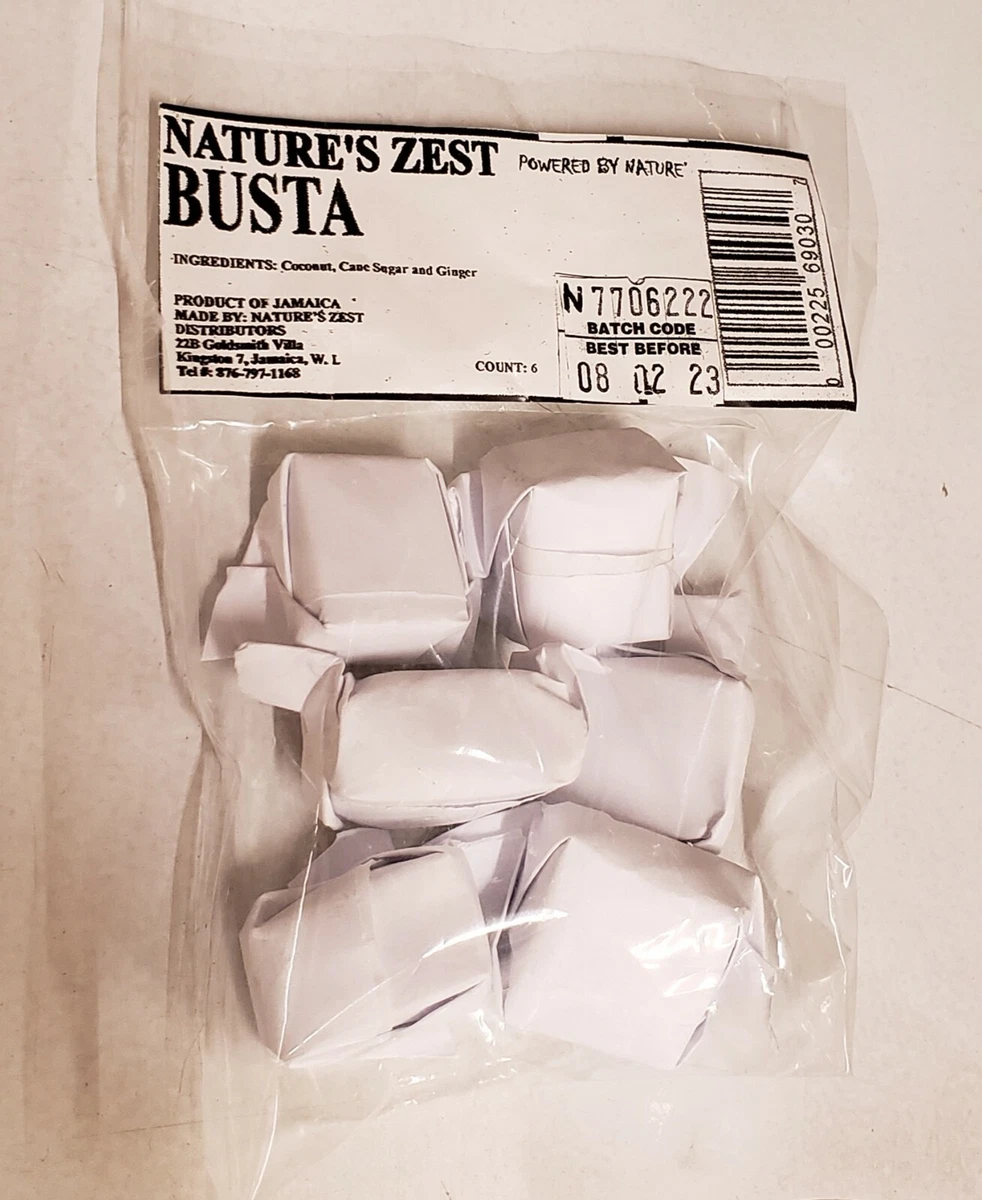 NATURE'S ZEST
POWERED BY NATURE'
BUSTA
INGREDIENTS: Coconut, Cane Sugar and Ginger
PRODUCT OF JAMAICA
MADE BY: NATURE'S ZEST
DISTRIBUTORS
22B Goldsmith Villa
Kingston 7, Jamaica, W. I.
Tel #: 876-797-1168
COUNT: 6
N7706222
BATCH CODE
BEST BEFORE
08 02 23
0 00225 69030 7